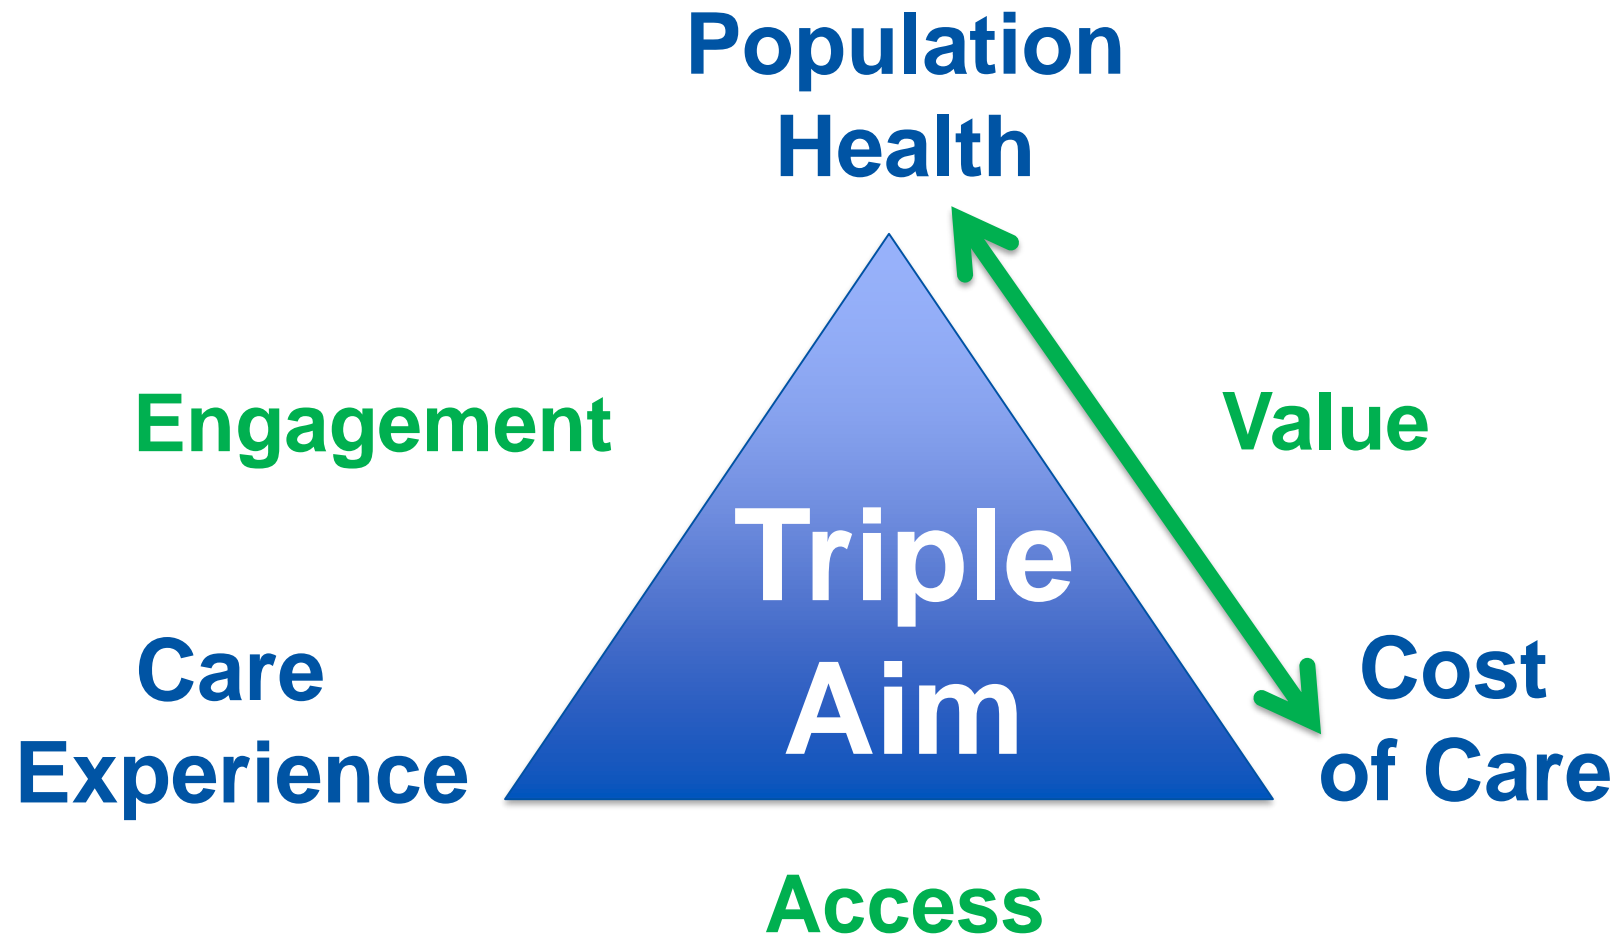 Population
Health
Engagement
Value
Triple
Aim
Care
Experience
Cost
of Care
Access